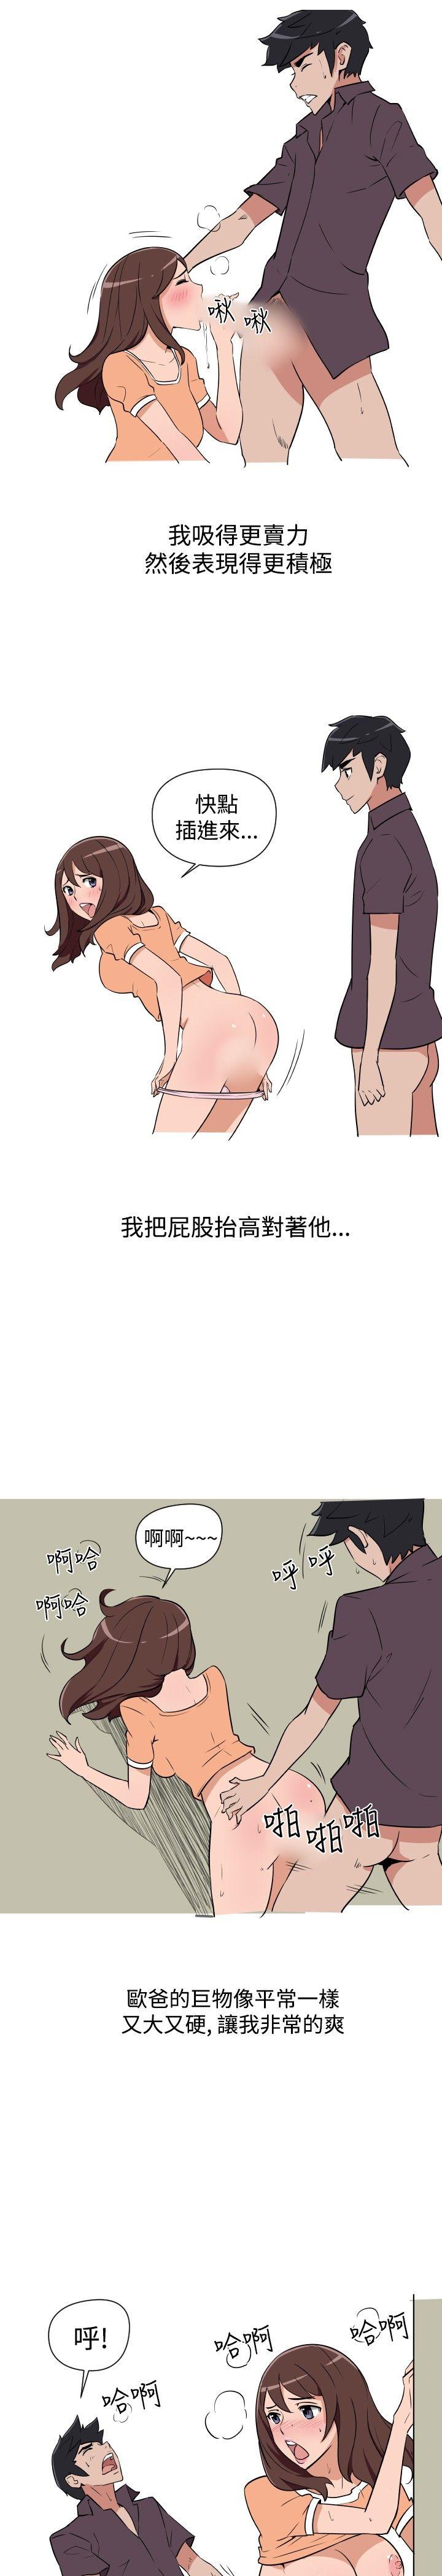 啾
啾
我吸得更賣力
然後表現得更積極
快點
插進來...
我把屁股抬高對著他...
啊啊~~~
啊哈
啊哈
呼 呼
啪
啪
啪
歐爸的巨物像平常一樣
又大又硬, 讓我非常的爽
呼!
哈啊
哈啊
哈啊